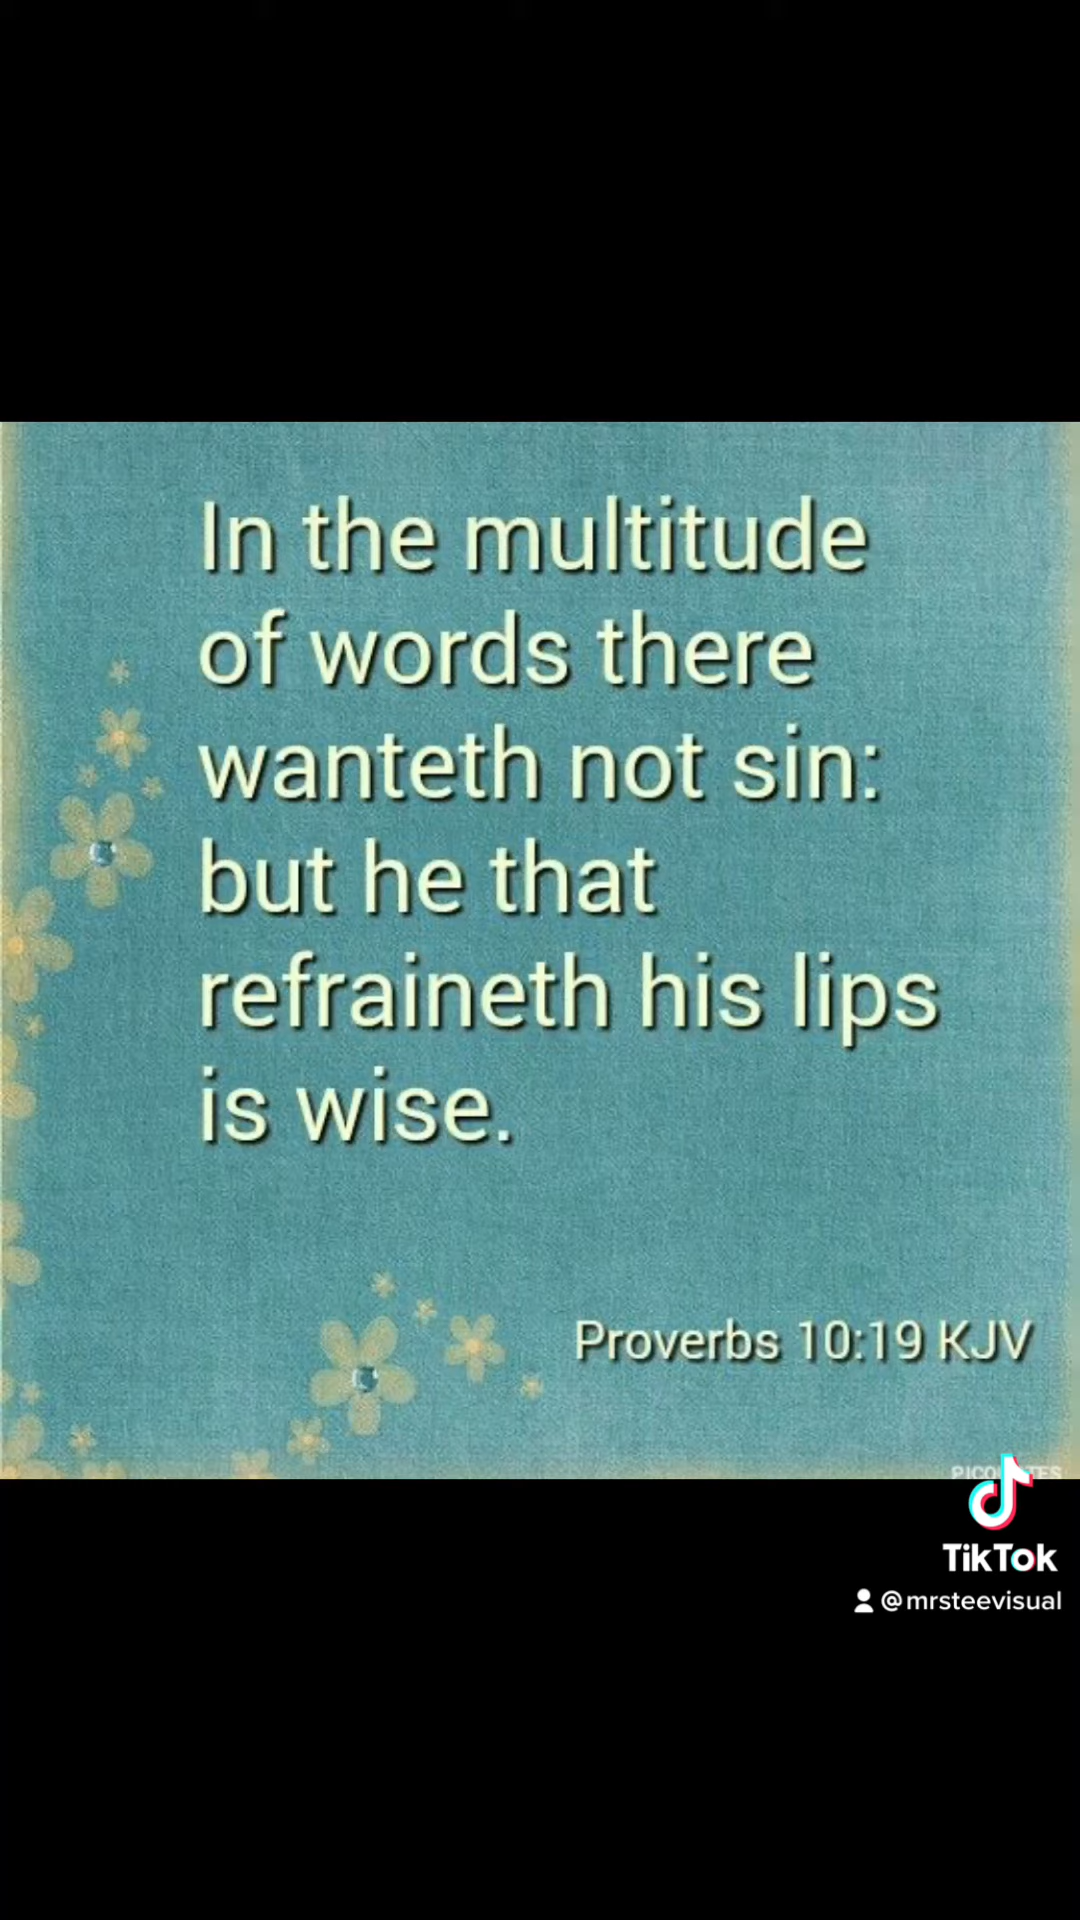 In the multitude
of words there
wanteth not sin:
but he that
refraineth his lips
is wise.
Proverbs 10:19 KJV
TikTok
@mrsteevisual